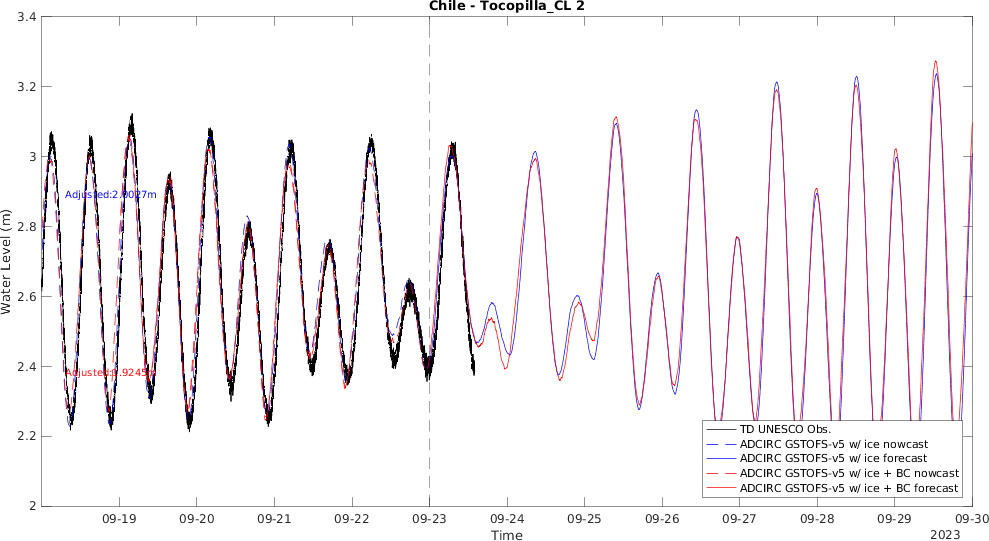 Chile - Tocopilla_CL 2
3.4
3.2
3
2.8
2.6
2.4
2.2
2
Water Level (m)
Adjusted:2.0027m
TD UNESCO Obs.
ADCIRC GSTOFS-v5 w/ ice nowcast
ADCIRC GSTOFS-v5 w/ ice forecast
ADCIRC GSTOFS-v5 w/ ice + BC nowcast
ADCIRC GSTOFS-v5 w/ ice + BC forecast
09-19 09-20 09-21 09-22 09-23 09-24 09-25 09-26 09-27 09-28 09-29 09-30
Time
2023